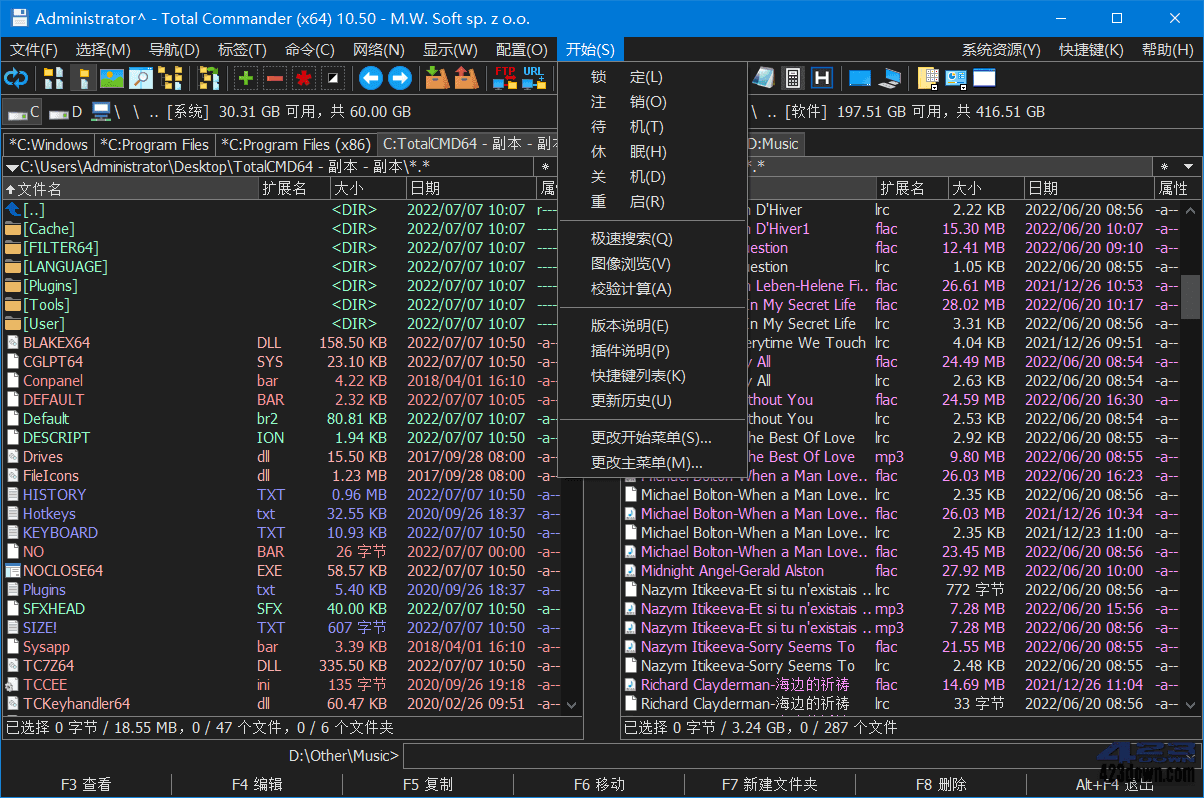 Administrator^ - Total Commander (x64) 10.50 - M.W. Soft sp. z o.o.
文件(F) 选择(M) 导航(D) 标签(T) 命令(C) 网络(N) 显示(W) 配置(O) 开始(S) 系统资源(Y) 快捷键(K) 帮助(H)
FTP URL H
C D \ \ .. [系统] 30.31 GB 可用，共 60.00 GB
\ .. [软件] 197.51 GB 可用，共 416.51 GB
*C:Windows *C:Program Files *C:Program Files (x86) C:TotalCMD64 - 副本 - 副本
D:Music
▼C:\Users\Administrator\Desktop\TotalCMD64 - 副本 - 副本\*.* *
.* *
文件名 扩展名 大小 日期 属性
[..] <DIR> 2022/07/07 10:07 r---
[Cache] <DIR> 2022/07/07 10:07 ----
[FILTER64] <DIR> 2022/07/07 10:07 ----
[LANGUAGE] <DIR> 2022/07/07 10:07 ----
[Plugins] <DIR> 2022/07/07 10:07 ----
[Tools] <DIR> 2022/07/07 10:07 ----
[User] <DIR> 2022/07/07 10:07 ----
BLAKEX64 DLL 158.50 KB 2022/07/07 10:50 -a--
CGLPT64 SYS 23.10 KB 2022/07/07 10:50 -a--
Conpanel bar 4.22 KB 2018/04/01 16:10 -a--
DEFAULT BAR 2.32 KB 2022/07/07 10:05 -a--
Default br2 80.81 KB 2022/07/07 10:07 -a--
DESCRIPT ION 1.94 KB 2022/07/07 10:50 -a--
Drives dll 15.50 KB 2017/09/28 08:00 -a--
FileIcons dll 1.23 MB 2017/09/28 08:00 -a--
HISTORY TXT 0.96 MB 2022/07/07 10:50 -a--
Hotkeys txt 32.55 KB 2020/09/26 18:37 -a--
KEYBOARD TXT 10.93 KB 2022/07/07 10:50 -a--
NO BAR 26 字节 2022/07/07 00:00 -a--
NOCLOSE64 EXE 58.57 KB 2022/07/07 10:50 -a--
Plugins txt 5.40 KB 2020/09/26 18:37 -a--
SFXHEAD SFX 40.00 KB 2022/07/07 10:50 -a--
SIZE! TXT 607 字节 2022/07/07 10:50 -a--
Sysapp bar 3.39 KB 2018/04/01 16:10 -a--
TC7Z64 DLL 335.50 KB 2022/07/07 10:50 -a--
TCCEE ini 135 字节 2020/09/26 19:18 -a--
TCKeyhandler64 dll 60.47 KB 2020/02/26 09:51 -a--
已选择 0 字节 / 18.55 MB，0 / 47 个文件，0 / 6 个文件夹
锁 定(L)
注 销(O)
待 机(T)
休 眠(H)
关 机(D)
重 启(R)
极速搜索(Q)
图像浏览(V)
校验计算(A)
版本说明(E)
插件说明(P)
快捷键列表(K)
更新历史(U)
更改开始菜单(S)...
更改主菜单(M)...
扩展名 大小 日期 属性
D'Hiver lrc 2.22 KB 2022/06/20 08:56 -a--
D'Hiver1 flac 15.30 MB 2022/06/20 10:07 -a--
estion flac 12.41 MB 2022/06/20 09:10 -a--
estion lrc 1.05 KB 2022/06/20 08:55 -a--
Leben-Helene Fi.. flac 26.61 MB 2021/12/26 10:53 -a--
In My Secret Life flac 28.02 MB 2022/06/20 10:17 -a--
In My Secret Life lrc 3.31 KB 2022/06/20 08:56 -a--
erytime We Touch lrc 4.04 KB 2021/12/26 09:51 -a--
All flac 24.49 MB 2022/06/20 08:54 -a--
All lrc 2.63 KB 2022/06/20 08:54 -a--
thout You flac 24.59 MB 2022/06/20 16:30 -a--
thout You lrc 2.53 KB 2022/06/20 08:54 -a--
he Best Of Love lrc 2.92 KB 2022/06/20 08:55 -a--
he Best Of Love mp3 9.80 MB 2022/06/20 08:55 -a--
Michael Bolton-When a Man Love.. flac 26.03 MB 2022/06/20 16:23 -a--
Michael Bolton-When a Man Love.. lrc 2.35 KB 2022/06/20 08:56 -a--
Michael Bolton-When a Man Love.. flac 26.03 MB 2021/12/26 10:34 -a--
Michael Bolton-When a Man Love.. lrc 2.35 KB 2021/12/23 11:00 -a--
Michael Bolton-When a Man Love.. flac 23.45 MB 2022/06/20 08:56 -a--
Midnight Angel-Gerald Alston flac 27.92 MB 2022/06/20 10:00 -a--
Nazym Itikeeva-Et si tu n'existais .. lrc 772 字节 2022/06/20 08:56 -a--
Nazym Itikeeva-Et si tu n'existais .. mp3 7.28 MB 2022/06/20 15:56 -a--
Nazym Itikeeva-Et si tu n'existais .. mp3 7.28 MB 2022/06/20 08:56 -a--
Nazym Itikeeva-Sorry Seems To flac 21.55 MB 2022/06/20 08:55 -a--
Nazym Itikeeva-Sorry Seems To lrc 2.48 KB 2022/06/20 08:55 -a--
Richard Clayderman-海边的祈祷 flac 14.69 MB 2021/12/26 11:04 -a--
Richard Clayderman-海边的祈祷 lrc 33 字节 2022/06/20 08:56 -a--
已选择 0 字节 / 3.24 GB，0 / 287 个文件
D:\Other\Music>
F3 查看 F4 编辑 F5 复制 F6 移动 F7 新建文件夹 F8 删除 Alt+F4 退出
423
423down.com